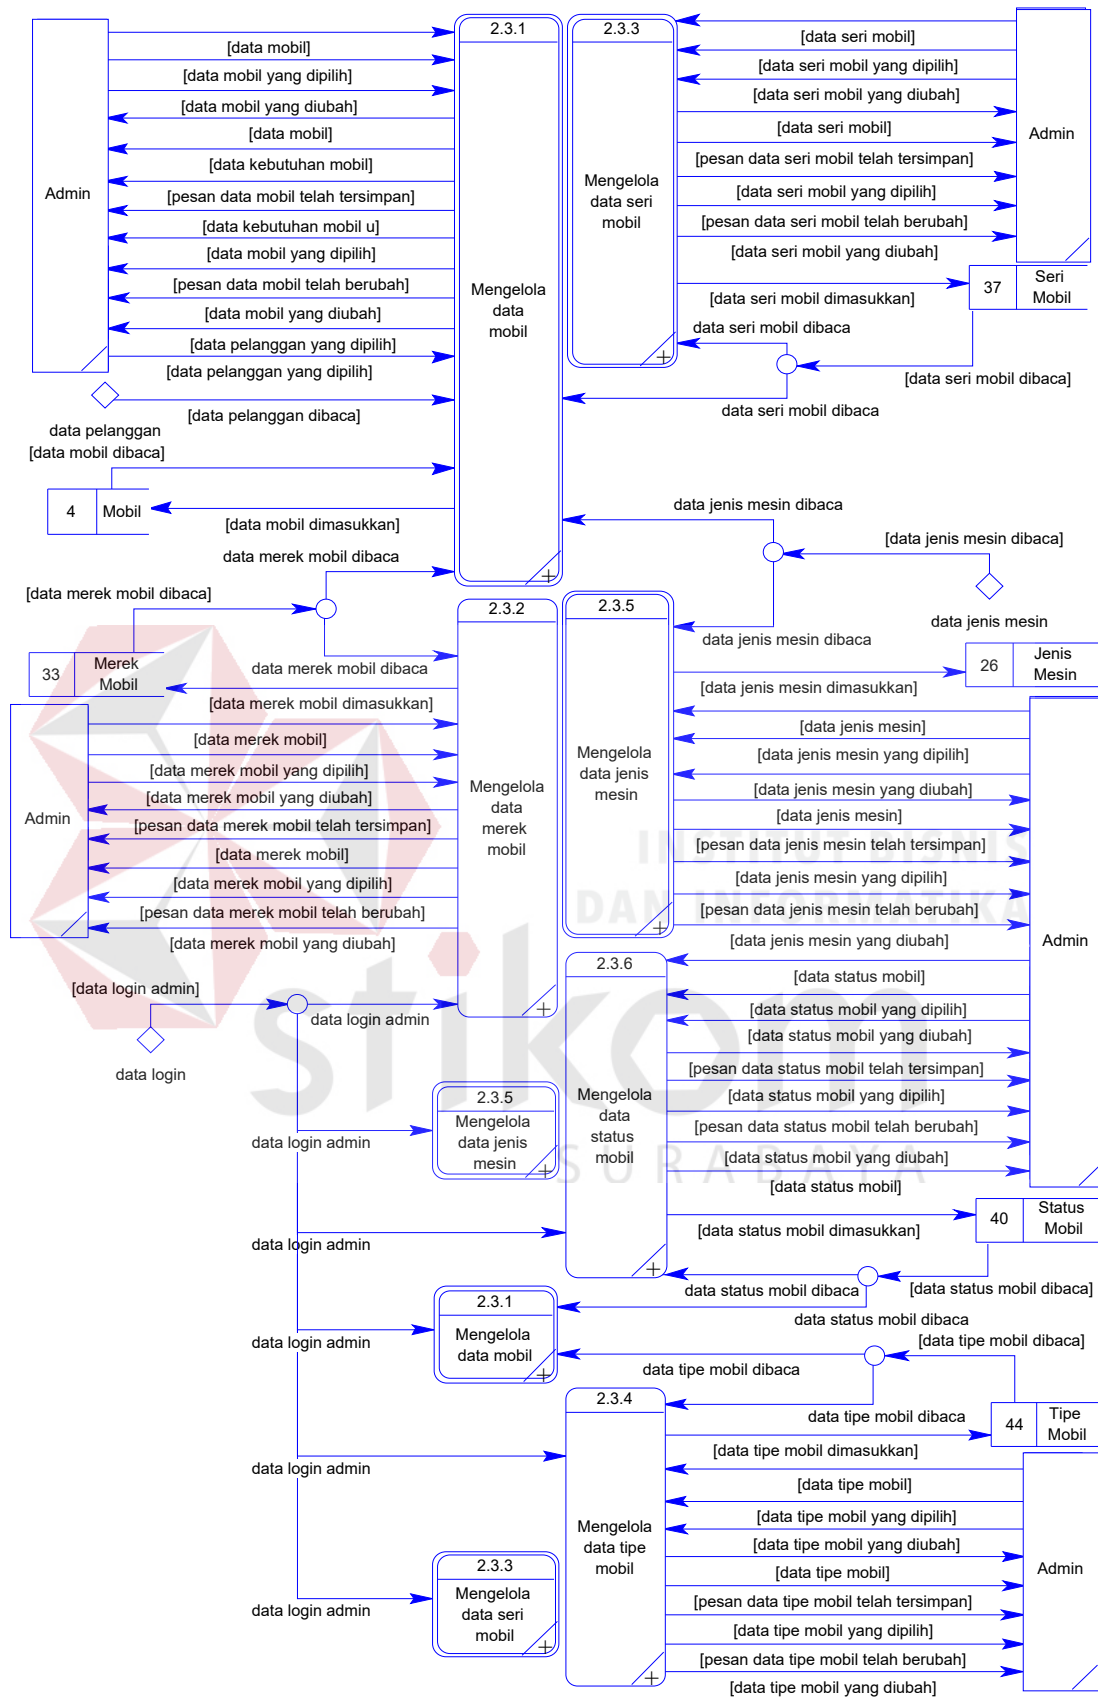 2.3.1
Mengelola
data
mobil
2.3.3
Mengelola
data seri
mobil
Admin
[data mobil]
[data mobil yang dipilih]
[data mobil yang diubah]
[data mobil]
[data kebutuhan mobil]
[pesan data mobil telah tersimpan]
[data kebutuhan mobil u]
[data mobil yang dipilih]
[pesan data mobil telah berubah]
[data mobil yang diubah]
[data pelanggan yang dipilih]
[data pelanggan yang dipilih]
[data pelanggan dibaca]
data pelanggan
[data mobil dibaca]
4 Mobil
[data mobil dimasukkan]
[data seri mobil]
[data seri mobil yang dipilih]
[data seri mobil yang diubah]
[data seri mobil]
[pesan data seri mobil telah tersimpan]
[data seri mobil yang dipilih]
[pesan data seri mobil telah berubah]
[data seri mobil yang diubah]
Admin
[data seri mobil dimasukkan]
37
Seri
Mobil
data seri mobil dibaca
[data seri mobil dibaca]
data seri mobil dibaca
data jenis mesin dibaca
[data jenis mesin dibaca]
data jenis mesin
data jenis mesin dibaca
data merek mobil dibaca
[data merek mobil dibaca]
33
Merek
Mobil
data merek mobil dibaca
[data merek mobil dimasukkan]
2.3.2
Mengelola
data
merek
mobil
Admin
[data merek mobil]
[data merek mobil yang dipilih]
[data merek mobil yang diubah]
[pesan data merek mobil telah tersimpan]
[data merek mobil]
[data merek mobil yang dipilih]
[pesan data merek mobil telah berubah]
[data merek mobil yang diubah]
2.3.5
Mengelola
data jenis
mesin
[data jenis mesin dimasukkan]
26
Jenis
Mesin
[data jenis mesin]
[data jenis mesin yang dipilih]
[data jenis mesin yang diubah]
[data jenis mesin]
[pesan data jenis mesin telah tersimpan]
[data jenis mesin yang dipilih]
[pesan data jenis mesin telah berubah]
[data jenis mesin yang diubah]
Admin
INSTITUT BISNIS
DAN INFORMATIKA
stikom
SURABAYA
[data login admin]
data login admin
data login
2.3.6
Mengelola
data
status
mobil
[data status mobil]
[data status mobil yang dipilih]
[data status mobil yang diubah]
[pesan data status mobil telah tersimpan]
[data status mobil yang dipilih]
[pesan data status mobil telah berubah]
[data status mobil yang diubah]
[data status mobil]
[data status mobil dimasukkan]
40
Status
Mobil
data status mobil dibaca
[data status mobil dibaca]
data status mobil dibaca
2.3.5
Mengelola
data jenis
mesin
data login admin
data login admin
2.3.1
Mengelola
data mobil
data login admin
[data tipe mobil dibaca]
data tipe mobil dibaca
data tipe mobil dibaca
44
Tipe
Mobil
2.3.4
Mengelola
data tipe
mobil
[data tipe mobil dimasukkan]
[data tipe mobil]
[data tipe mobil yang dipilih]
[data tipe mobil yang diubah]
[data tipe mobil]
[pesan data tipe mobil telah tersimpan]
[data tipe mobil yang dipilih]
[pesan data tipe mobil telah berubah]
[data tipe mobil yang diubah]
Admin
data login admin
2.3.3
Mengelola
data seri
mobil
data login admin